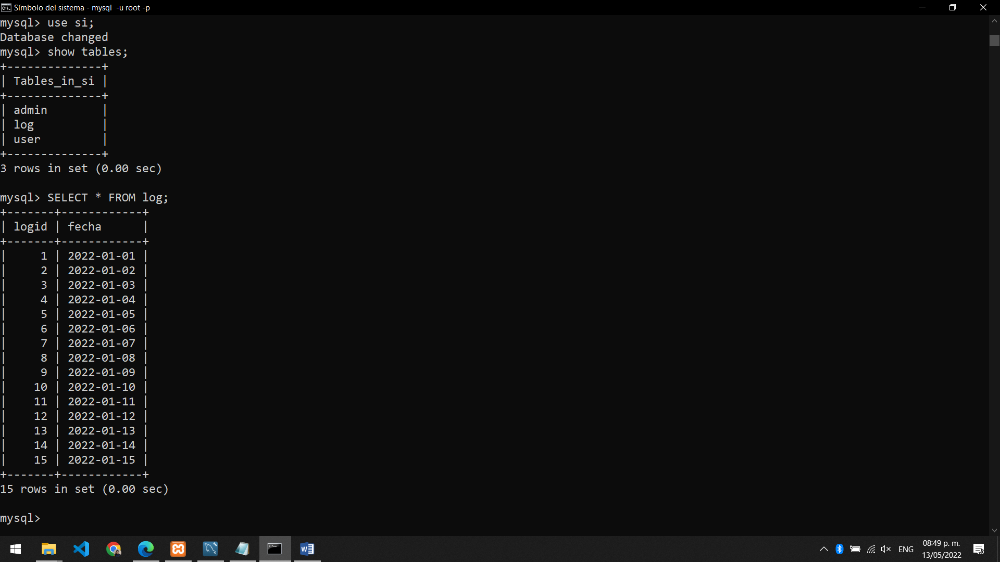 Símbolo del sistema - mysql  -u root -p
mysql> use si;
Database changed
mysql> show tables;
+--------------+
| Tables_in_si |
+--------------+
| admin        |
| log          |
| user         |
+--------------+
3 rows in set (0.00 sec)

mysql> SELECT * FROM log;
+-------+------------+
| logid | fecha      |
+-------+------------+
|     1 | 2022-01-01 |
|     2 | 2022-01-02 |
|     3 | 2022-01-03 |
|     4 | 2022-01-04 |
|     5 | 2022-01-05 |
|     6 | 2022-01-06 |
|     7 | 2022-01-07 |
|     8 | 2022-01-08 |
|     9 | 2022-01-09 |
|    10 | 2022-01-10 |
|    11 | 2022-01-11 |
|    12 | 2022-01-12 |
|    13 | 2022-01-13 |
|    14 | 2022-01-14 |
|    15 | 2022-01-15 |
+-------+------------+
15 rows in set (0.00 sec)

mysql>
ENG
08:49 p. m.
13/05/2022